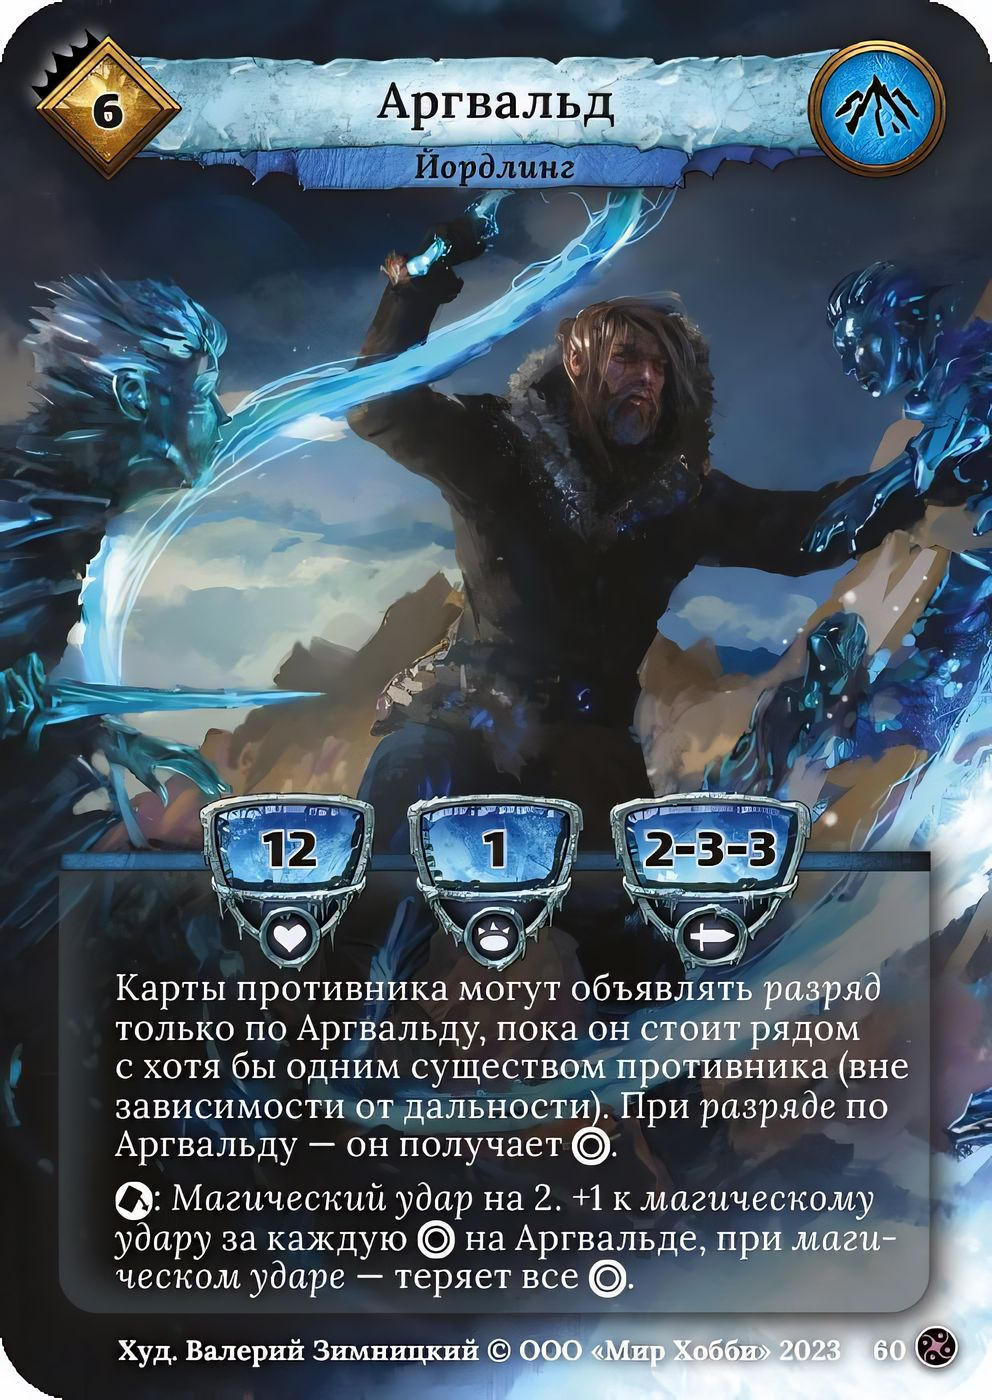 6
Аргвальд
Йордлинг
12
1
2-3-3
Карты противника могут объявлять разряд
только по Аргвальду, пока он стоит рядом
с хотя бы одним существом противника (вне
зависимости от дальности). При разряде по
Аргвальду — он получает .
: Магический удар на 2. +1 к магическому
удару за каждую на Аргвальде, при маги-
ческом ударе — теряет все .
Худ. Валерий Зимницкий © ООО «Мир Хобби» 2023 60